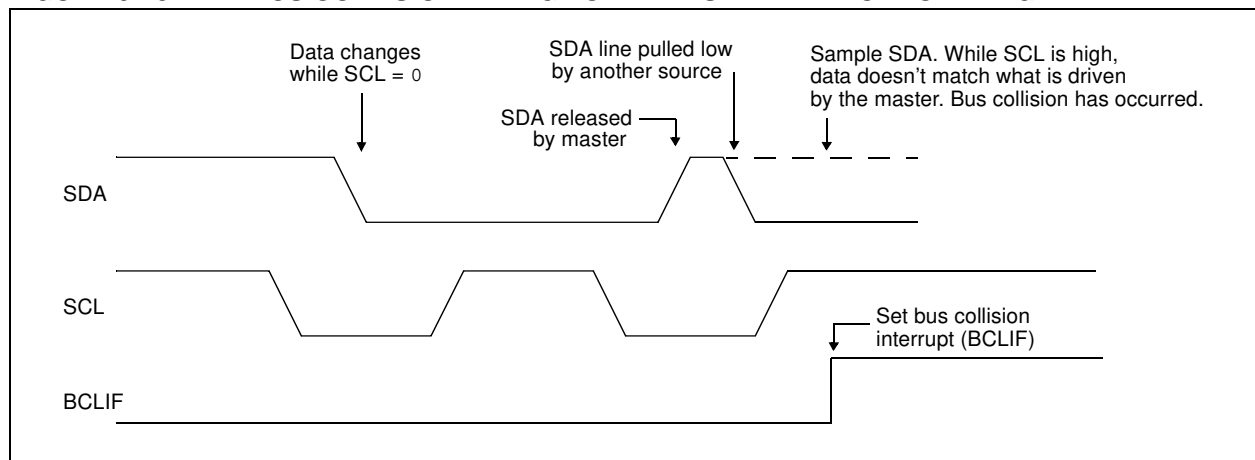 Data changes
while SCL = 0
SDA line pulled low
by another source
Sample SDA. While SCL is high,
data doesn't match what is driven
by the master. Bus collision has occurred.
SDA released
by master
SDA
SCL
Set bus collision
interrupt (BCLIF)
BCLIF